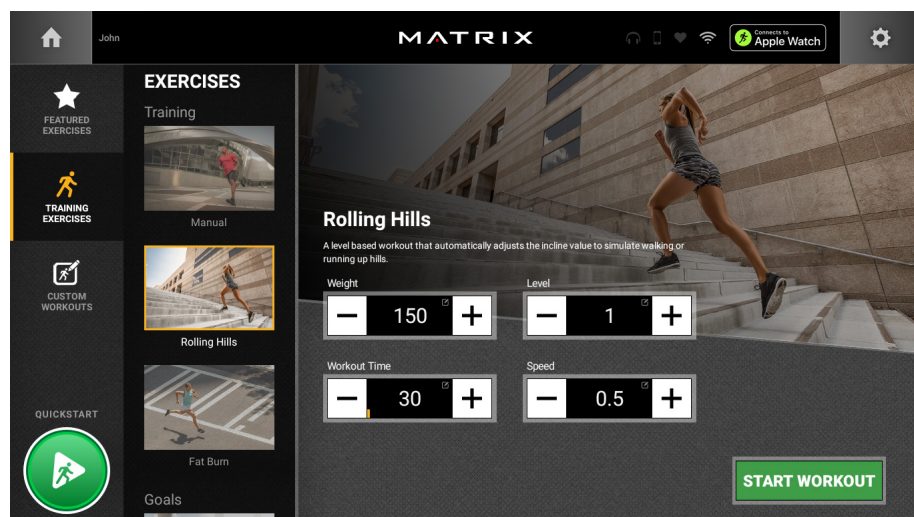 John
MATRIX
Connects to
Apple Watch
FEATURED
EXERCISES
TRAINING
EXERCISES
CUSTOM
WORKOUTS
QUICKSTART
EXERCISES
Training
Manual
Rolling Hills
Fat Burn
Goals
Rolling Hills
A level based workout that automatically adjusts the incline value to simulate walking or
running up hills.
Weight
150
Level
1
Workout Time
30
Speed
0.5
START WORKOUT